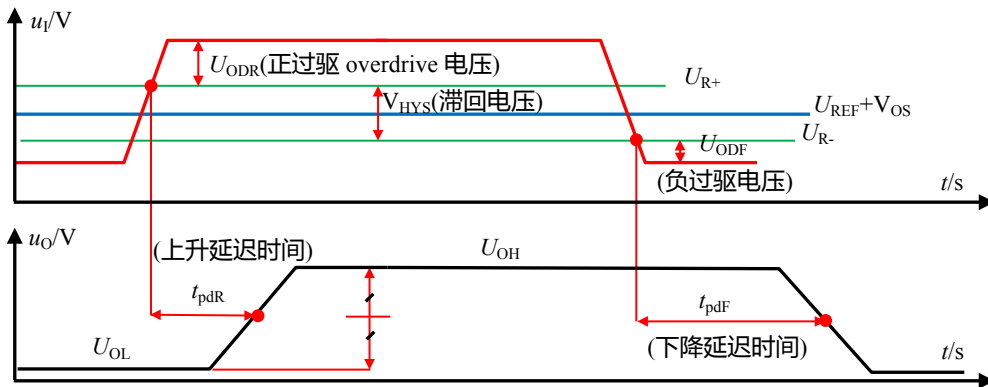 uI/V
UODR(正过驱 overdrive 电压)
UR+
VHYS(滞回电压)
UREF+VOS
UR-
UODF
(负过驱电压)
t/s
uO/V
(上升延迟时间)
UOH
tpdR
tpdF
UOL
(下降延迟时间)
t/s